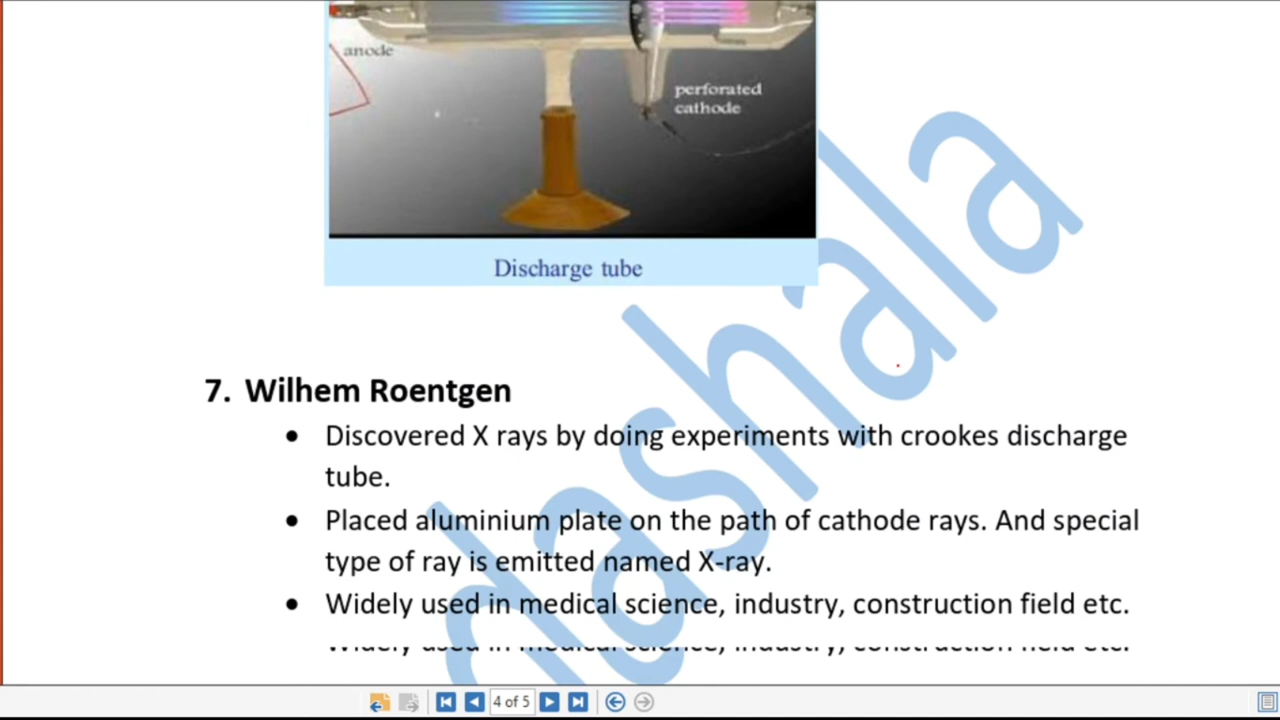 anode
perforated
cathode
Discharge tube
7. Wilhem Roentgen
• Discovered X rays by doing experiments with crookes discharge
tube.
• Placed aluminium plate on the path of cathode rays. And special
type of ray is emitted named X-ray.
• Widely used in medical science, industry, construction field etc.
Widely used in medical science, industry, construction field etc.
dashala
4 of 5